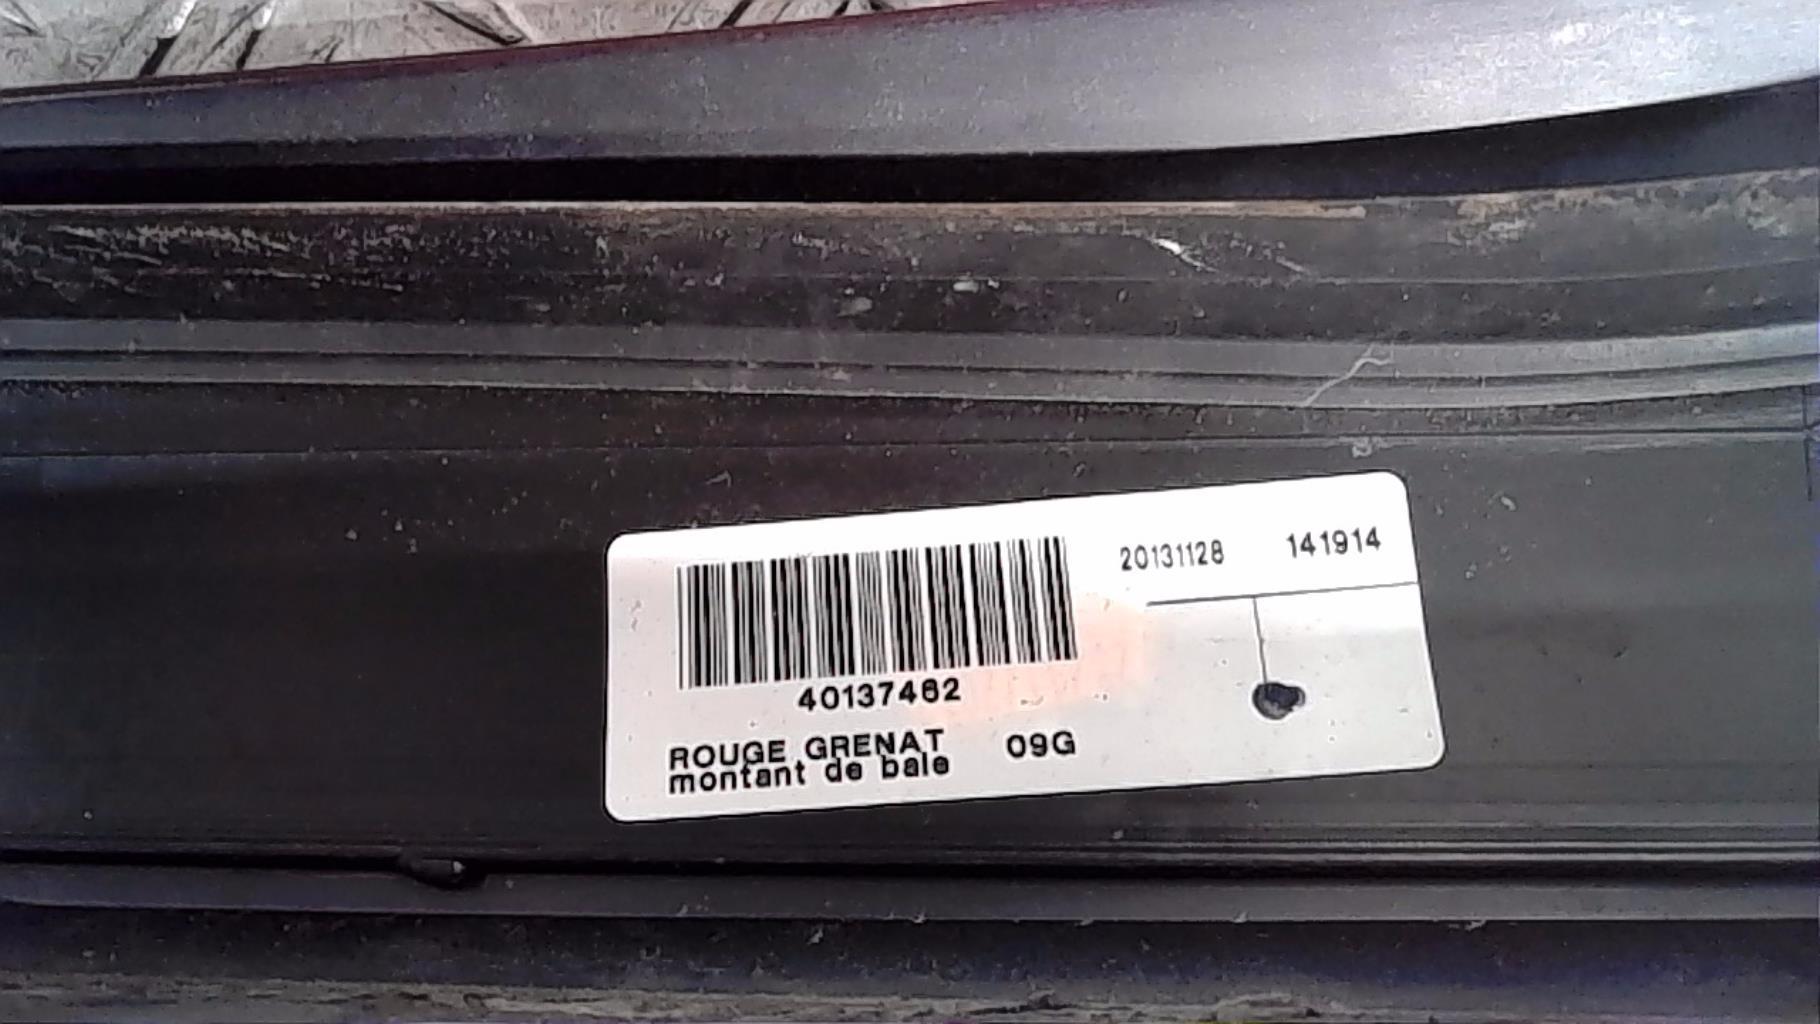 20131128 141914
40137462
ROUGE GRENAT 09G
montant de baie